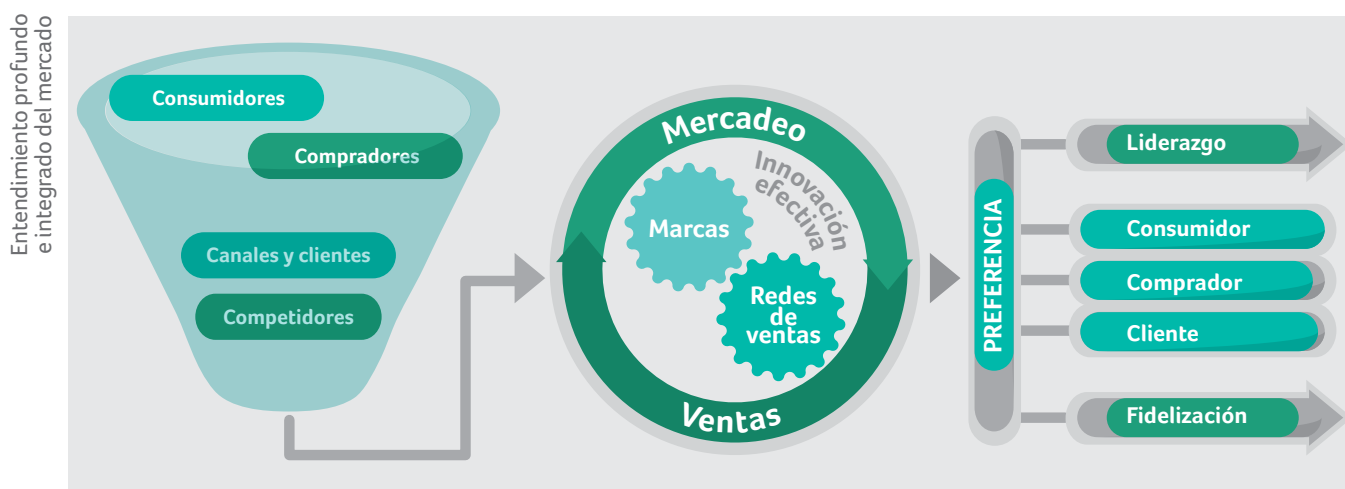 Entendimiento profundo
e integrado del mercado
Consumidores
Compradores
Canales y clientes
Competidores
Mercadeo
Innovación
efectiva
Marcas
Redes
de
ventas
Ventas
PREFERENCIA
Liderazgo
Consumidor
Comprador
Cliente
Fidelización